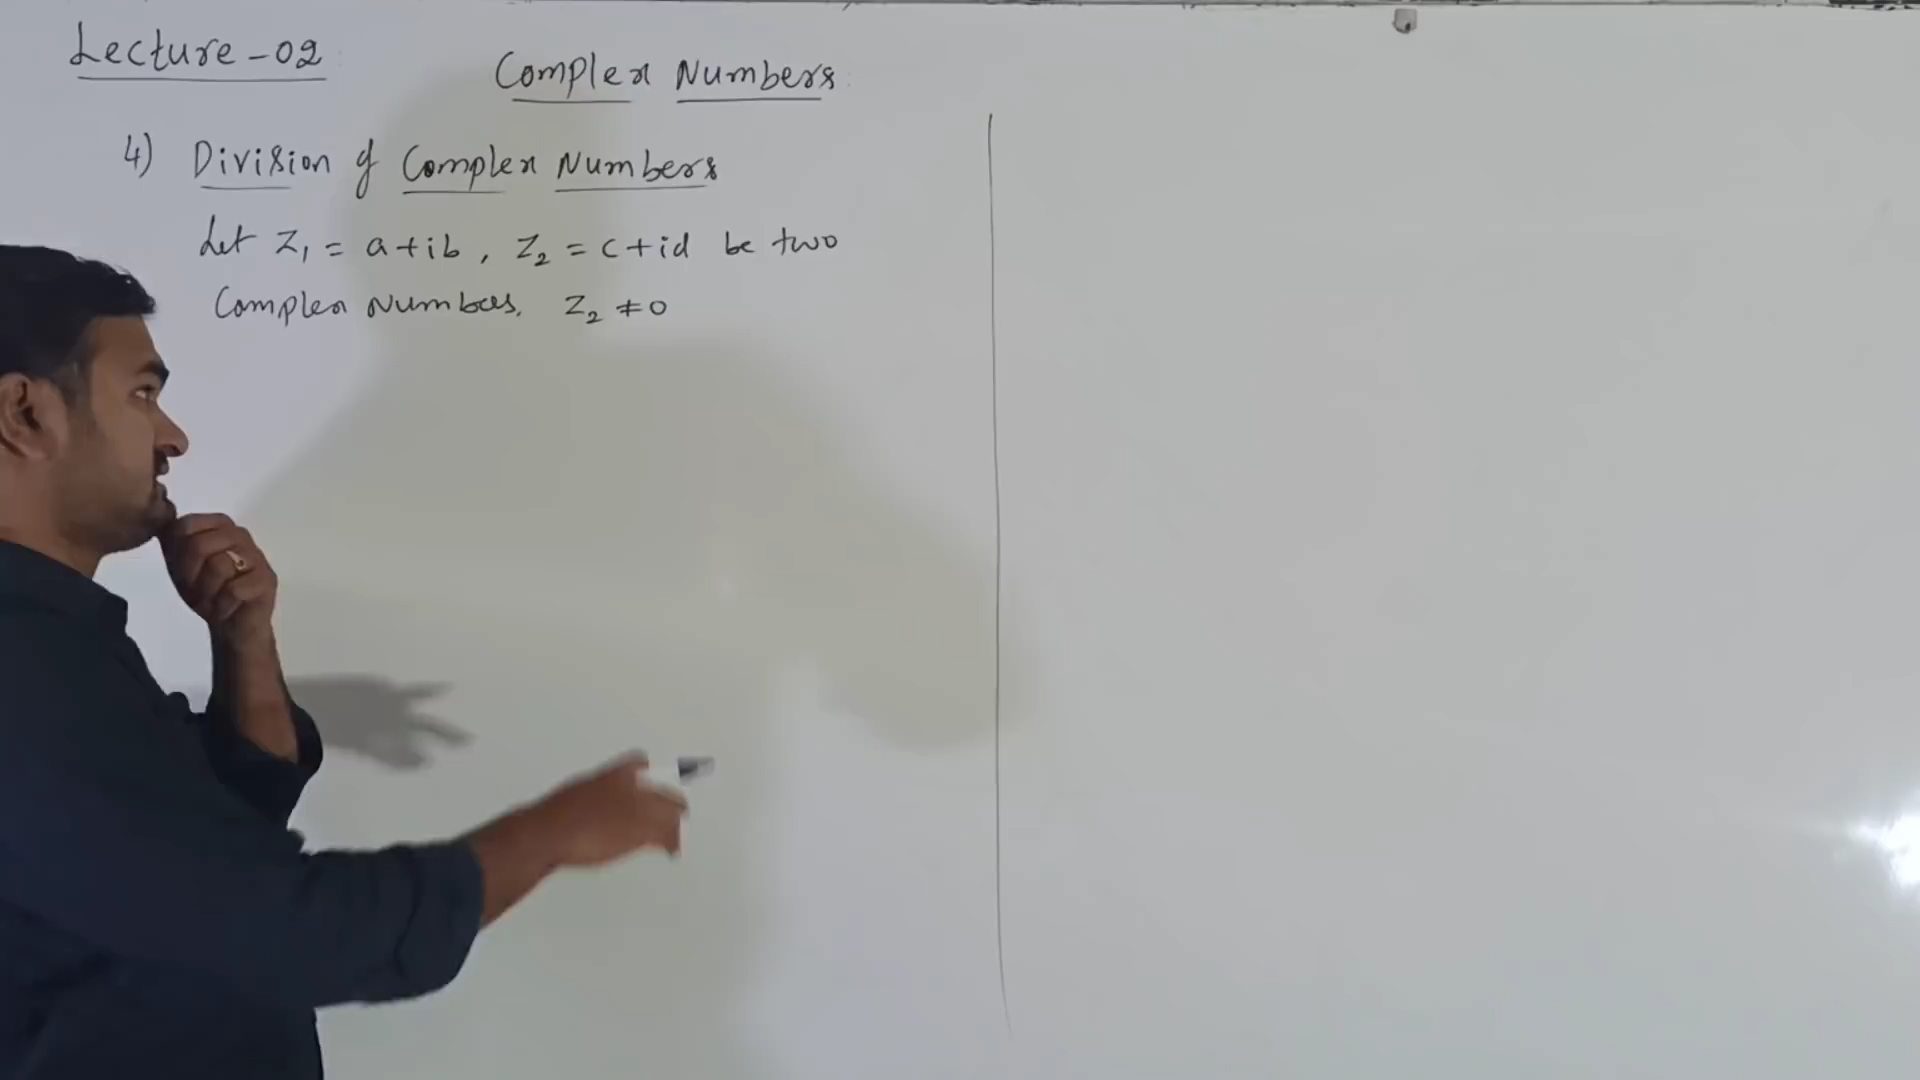 Lecture-02
Complex Numbers
4) Division of Complex Numbers
Let Z₁ = a+ib, Z₂ = c+id be two
Complex Numbers, Z₂ ≠ 0